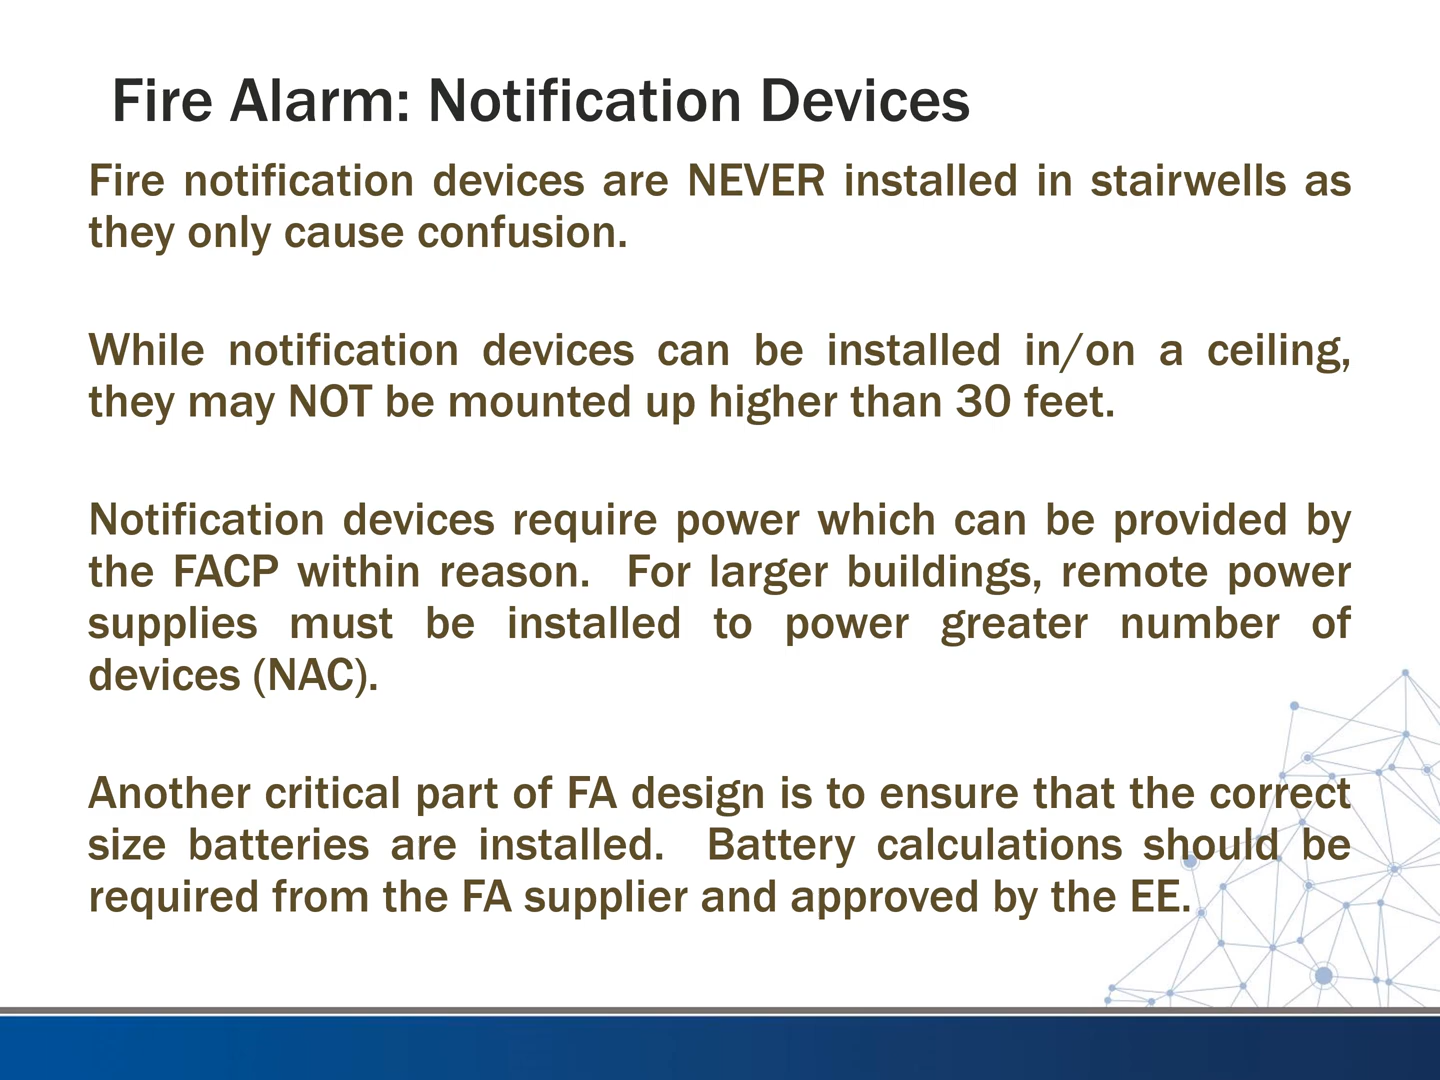 Fire Alarm: Notification Devices
Fire notification devices are NEVER installed in stairwells as
they only cause confusion.
While notification devices can be installed in/on a ceiling,
they may NOT be mounted up higher than 30 feet.
Notification devices require power which can be provided by
the FACP within reason. For larger buildings, remote power
supplies must be installed to power greater number of
devices (NAC).
Another critical part of FA design is to ensure that the correct
size batteries are installed. Battery calculations should be
required from the FA supplier and approved by the EE.